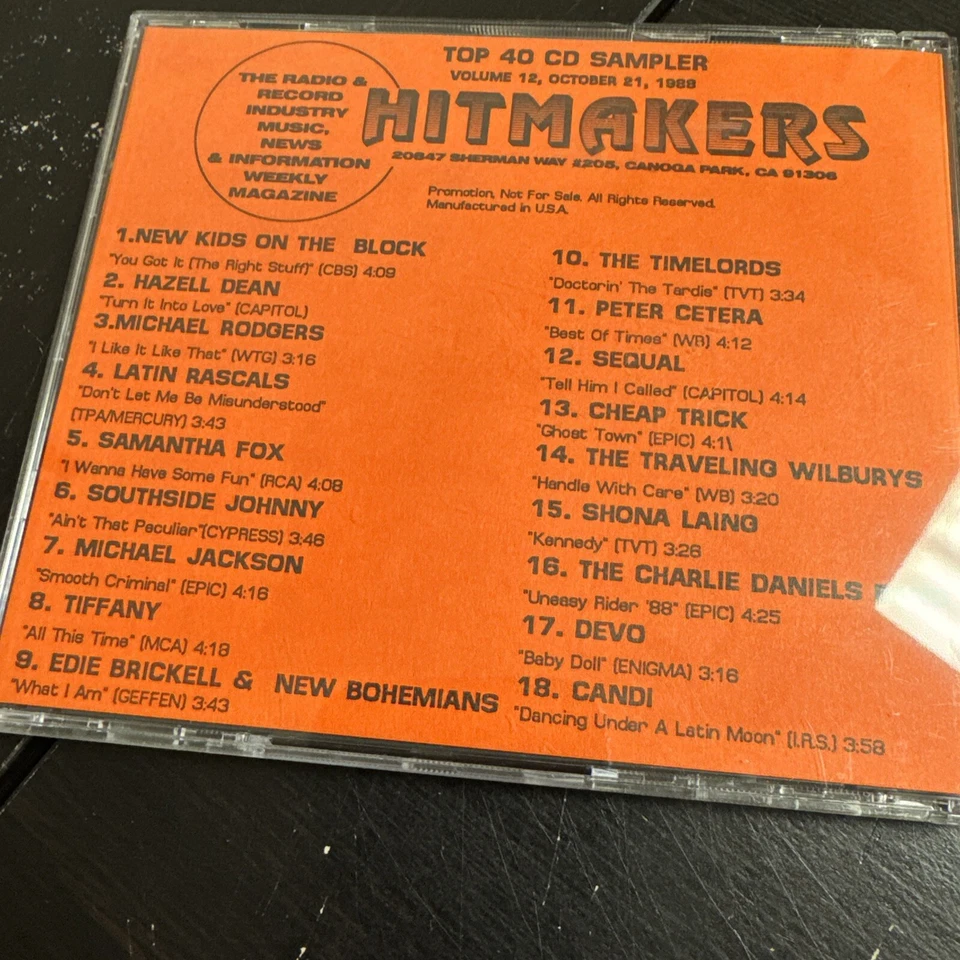 TOP 40 CD SAMPLER
VOLUME 12, OCTOBER 21, 1988
THE RADIO &
RECORD
INDUSTRY
MUSIC,
NEWS
& INFORMATION
WEEKLY
MAGAZINE
HITMAKERS
20847 SHERMAN WAY #205, CANOGA PARK, CA 91306
Promotion, Not For Sale. All Rights Reserved.
Manufactured in U.S.A.
1.NEW KIDS ON THE BLOCK
"You Got It (The Right Stuff)" (CBS) 4:09
2. HAZELL DEAN
"Turn It Into Love" (CAPITOL)
3.MICHAEL RODGERS
"I Like It Like That" (WTG) 3:16
4. LATIN RASCALS
"Don't Let Me Be Misunderstood"
(TPA/MERCURY) 3:43
5. SAMANTHA FOX
"I Wanna Have Some Fun" (RCA) 4:08
6. SOUTHSIDE JOHNNY
"Ain't That Peculiar"(CYPRESS) 3:46
7. MICHAEL JACKSON
"Smooth Criminal" (EPIC) 4:16
8. TIFFANY
"All This Time" (MCA) 4:18
9. EDIE BRICKELL & NEW BOHEMIANS
"What I Am" (GEFFEN) 3:43
10. THE TIMELORDS
"Doctorin' The Tardis" (TVT) 3:34
11. PETER CETERA
"Best Of Times" (WB) 4:12
12. SEQUAL
"Tell Him I Called" (CAPITOL) 4:14
13. CHEAP TRICK
"Ghost Town" (EPIC) 4:1\
14. THE TRAVELING WILBURYS
"Handle With Care" (WB) 3:20
15. SHONA LAING
"Kennedy" (TVT) 3:26
16. THE CHARLIE DANIELS
"Uneasy Rider '88" (EPIC) 4:25
17. DEVO
"Baby Doll" (ENIGMA) 3:16
18. CANDI
"Dancing Under A Latin Moon" (I.R.S.) 3:58